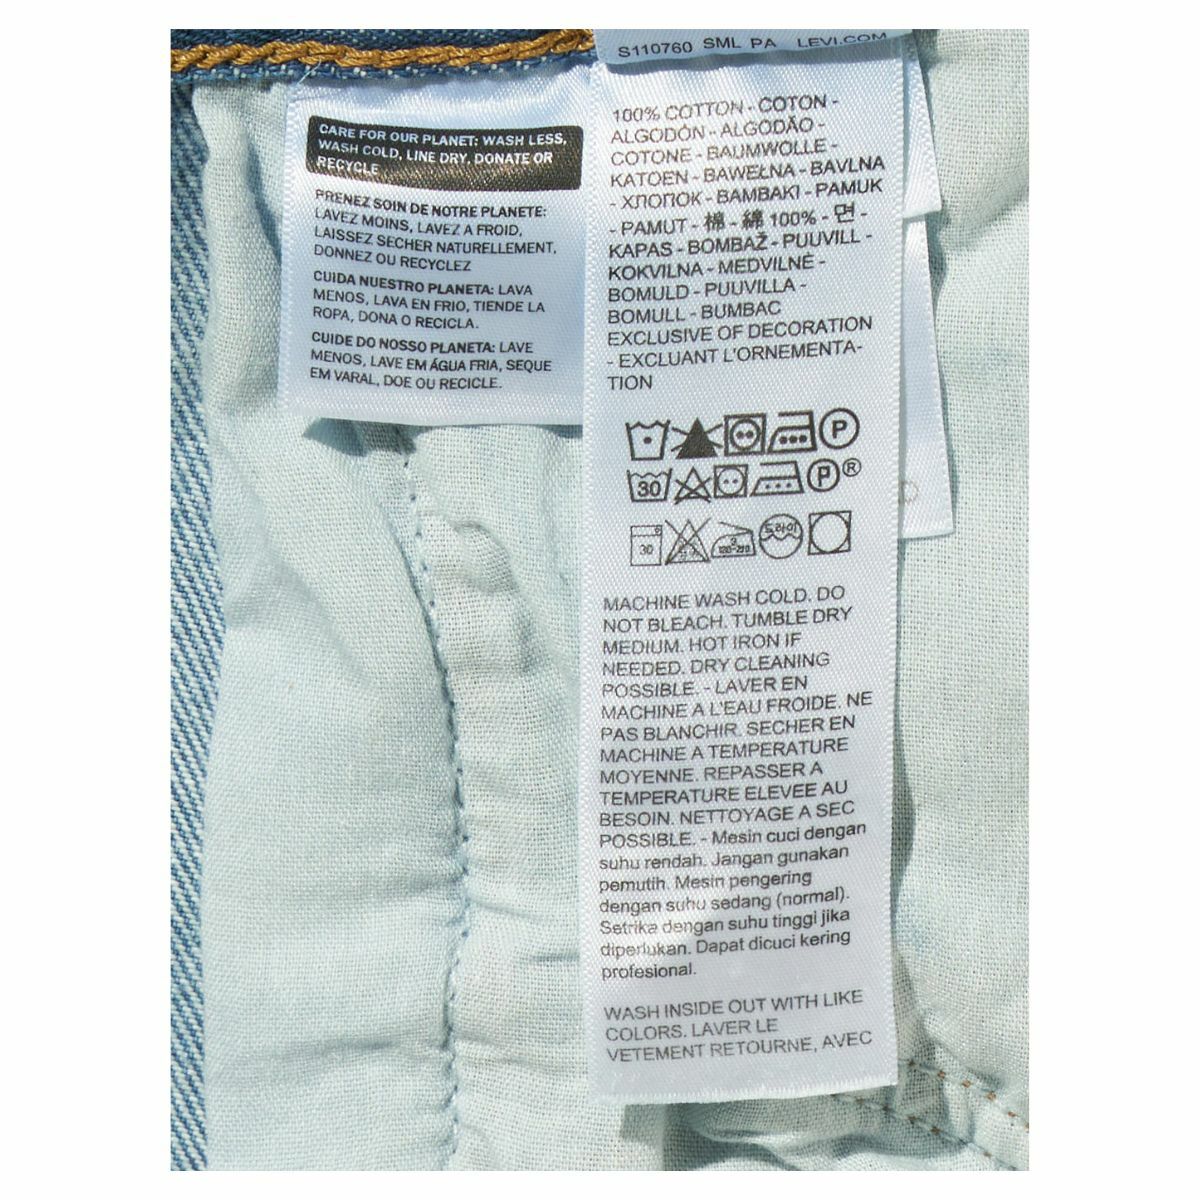 S110760 SML PA LEVI.COM
CARE FOR OUR PLANET: WASH LESS,
WASH COLD, LINE DRY, DONATE OR
RECYCLE
PRENEZ SOIN DE NOTRE PLANETE:
LAVEZ MOINS, LAVEZ A FROID,
LAISSEZ SECHER NATURELLEMENT,
DONNEZ OU RECYCLEZ
CUIDA NUESTRO PLANETA: LAVA
MENOS, LAVA EN FRIO, TIENDE LA
ROPA, DONA O RECICLA.
CUIDE DO NOSSO PLANETA: LAVE
MENOS, LAVE EM ÁGUA FRIA, SEQUE
EM VARAL, DOE OU RECICLE.
100% COTTON - COTON -
ALGODÓN - ALGODÃO -
COTONE - BAUMWOLLE -
KATOEN - BAWEŁNA - BAVLNA
- ХЛОПОК - BAMBAKI - PAMUK
- PAMUT - 棉 - 綿 100% - 면 -
KAPAS - BOMBAŽ - PUUVILL -
KOKVILNA - MEDVILNĖ -
BOMULD - PUUVILLA -
BOMULL - BUMBAC
EXCLUSIVE OF DECORATION
- EXCLUANT L'ORNEMENTA-
TION
P
30 P ®
30 드라이
MACHINE WASH COLD. DO
NOT BLEACH. TUMBLE DRY
MEDIUM. HOT IRON IF
NEEDED. DRY CLEANING
POSSIBLE. - LAVER EN
MACHINE A L'EAU FROIDE. NE
PAS BLANCHIR. SECHER EN
MACHINE A TEMPERATURE
MOYENNE. REPASSER A
TEMPERATURE ELEVEE AU
BESOIN. NETTOYAGE A SEC
POSSIBLE. - Mesin cuci dengan
suhu rendah. Jangan gunakan
pemutih. Mesin pengering
dengan suhu sedang (normal).
Setrika dengan suhu tinggi jika
diperlukan. Dapat dicuci kering
profesional.
WASH INSIDE OUT WITH LIKE
COLORS. LAVER LE
VETEMENT RETOURNE, AVEC